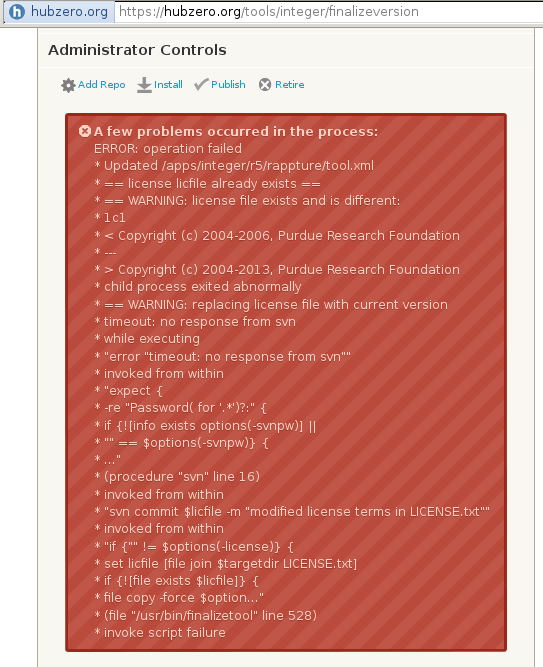 hubzero.org https://hubzero.org/tools/integer/finalizeversion
Administrator Controls
Add Repo Install Publish Retire
A few problems occurred in the process:
ERROR: operation failed
* Updated /apps/integer/r5/rappture/tool.xml
* == license licfile already exists ==
* == WARNING: license file exists and is different:
* 1c1
* < Copyright (c) 2004-2006, Purdue Research Foundation
* ---
* > Copyright (c) 2004-2013, Purdue Research Foundation
* child process exited abnormally
* == WARNING: replacing license file with current version
* timeout: no response from svn
* while executing
* "error "timeout: no response from svn""
* invoked from within
* "expect {
* -re "Password( for '.*')?:" {
* if {![info exists options(-svnpw)] ||
* "" == $options(-svnpw)} {
* ..."
* (procedure "svn" line 16)
* invoked from within
* "svn commit $licfile -m "modified license terms in LICENSE.txt""
* invoked from within
* "if {"" != $options(-license)} {
* set licfile [file join $targetdir LICENSE.txt]
* if {![file exists $licfile]} {
* file copy -force $option..."
* (file "/usr/bin/finalizetool" line 528)
* invoke script failure